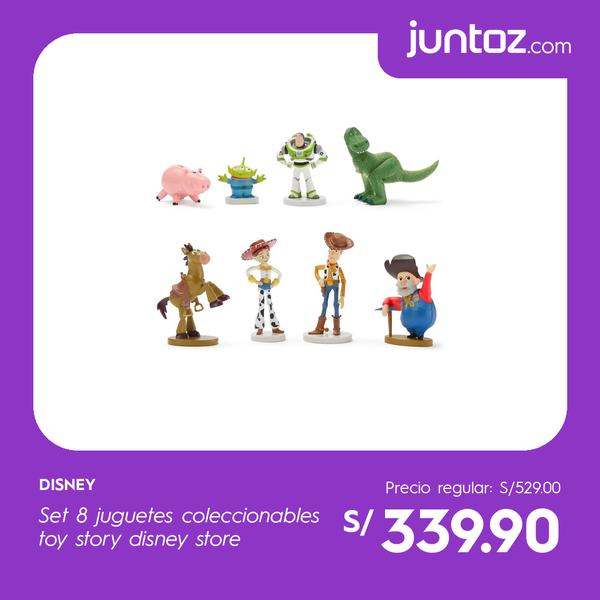 juntoz.com
DISNEY
Set 8 juguetes coleccionables
toy story disney store
Precio regular: S/529.00
S/ 339.90